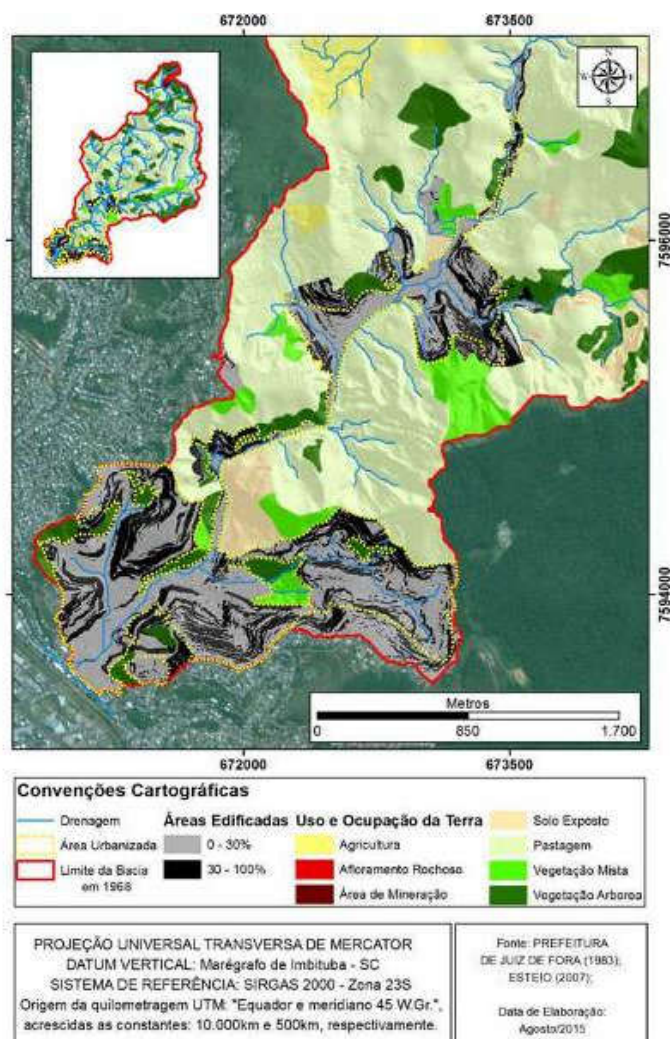 672000 673500
S
W E
S
7596000
7594000
Metros
0 850 1.700
672000 673500
Convenções Cartográficas
Drenagem
Área Urbanizada
Limite da Bacia
em 1968
Áreas Edificadas
0 - 30%
30 - 100%
Uso e Ocupação da Terra
Agricultura
Afloramento Rochoso
Área de Mineração
Solo Exposto
Pastagem
Vegetação Mista
Vegetação Arborea
PROJEÇÃO UNIVERSAL TRANSVERSA DE MERCATOR
DATUM VERTICAL: Marégrafo de Imbituba - SC
SISTEMA DE REFERÊNCIA: SIRGAS 2000 - Zona 23S
Origem da quilometragem UTM: "Equador e meridiano 45 W.Gr.",
acrescidas as constantes: 10.000km e 500km, respectivamente.
Fonte: PREFEITURA
DE JUIZ DE FORA (1983);
ESTEIO (2007);
Data de Elaboração:
Agosto/2015